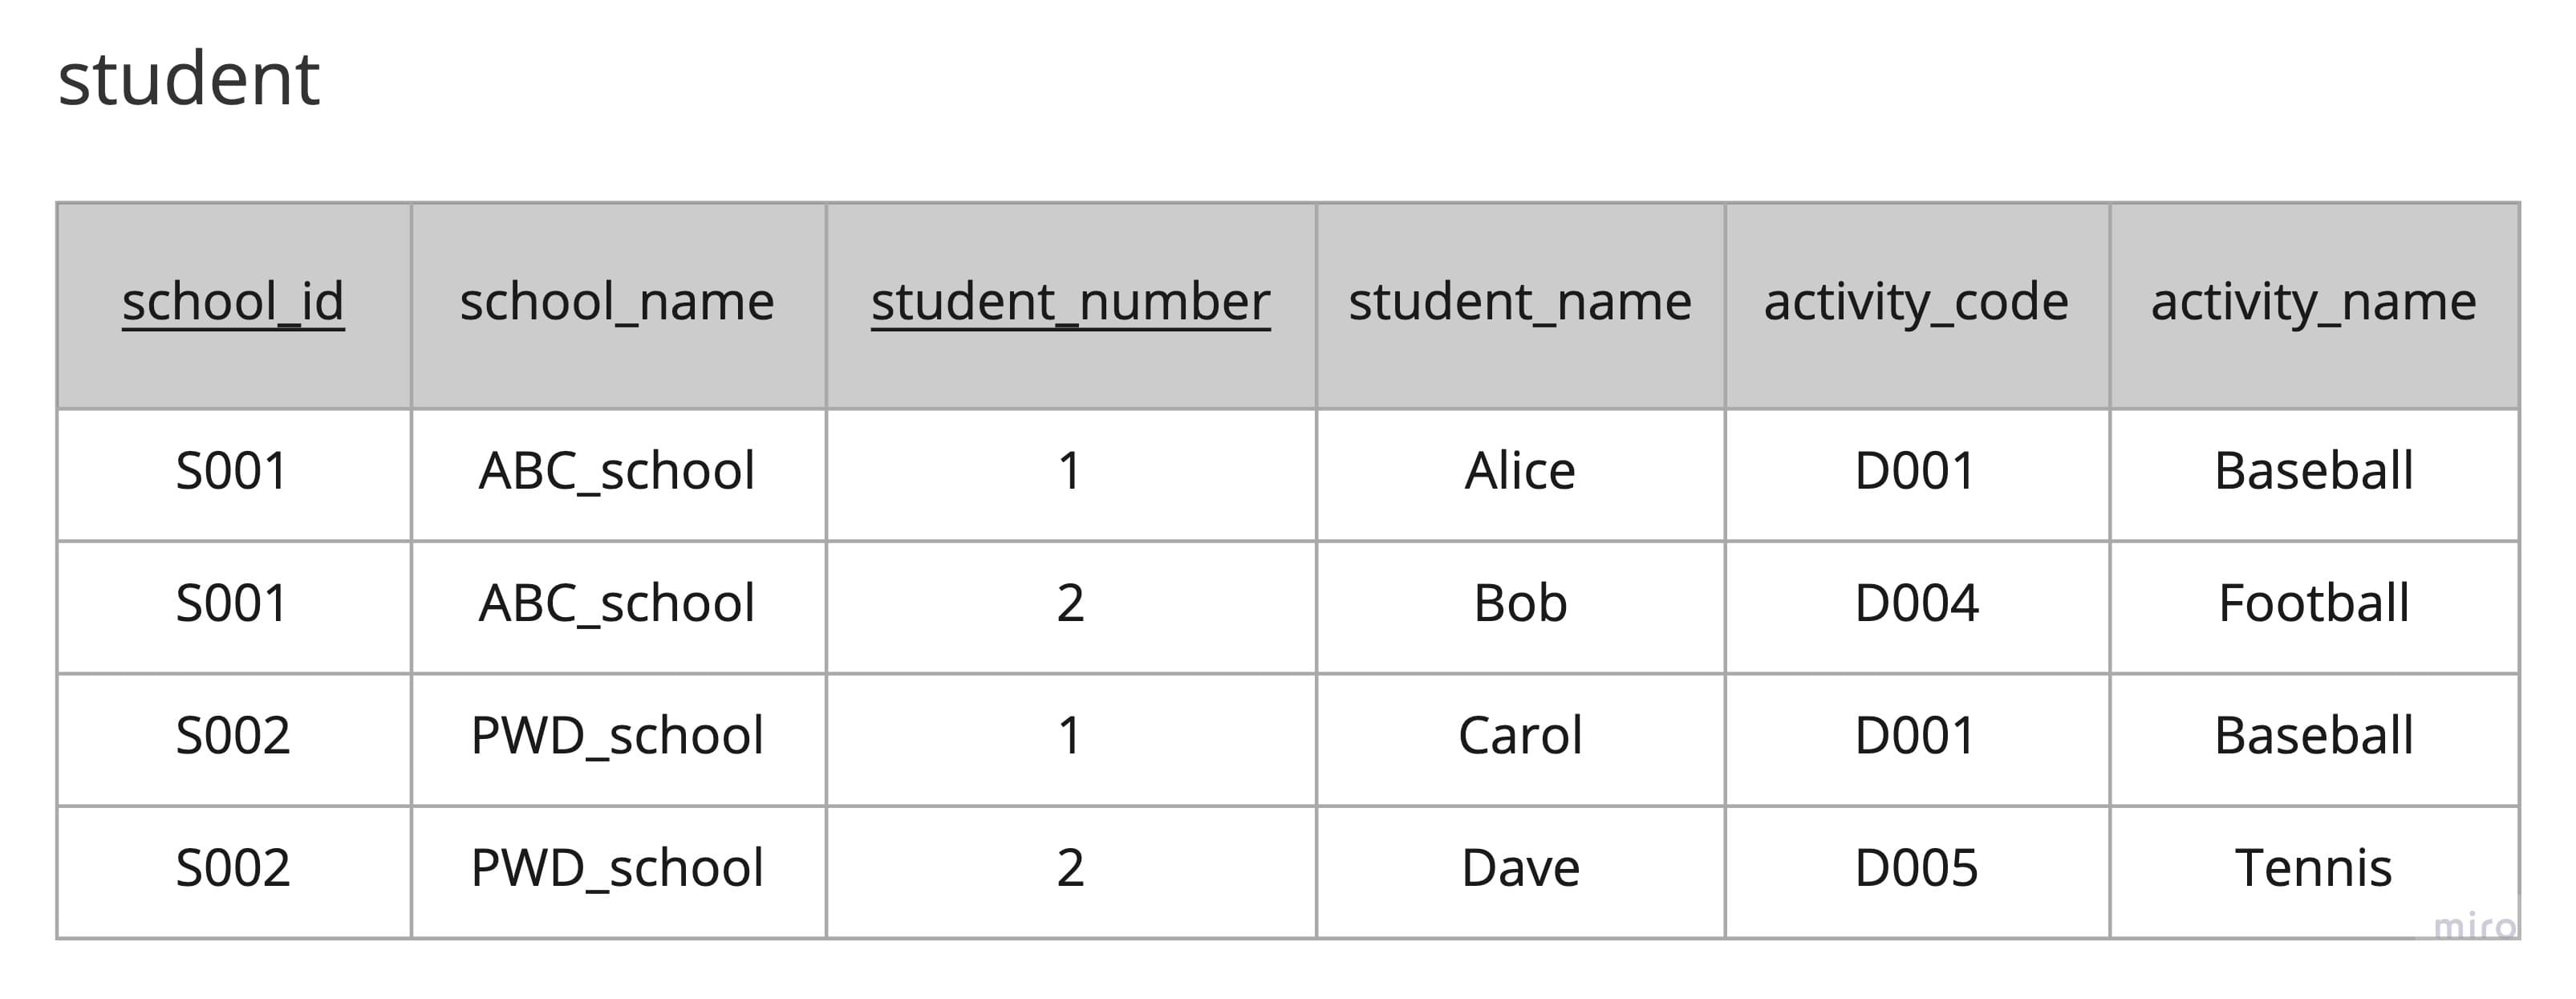 student
school_id school_name student_number student_name activity_code activity_name
S001 ABC_school 1 Alice D001 Baseball
S001 ABC_school 2 Bob D004 Football
S002 PWD_school 1 Carol D001 Baseball
S002 PWD_school 2 Dave D005 Tennis
miro